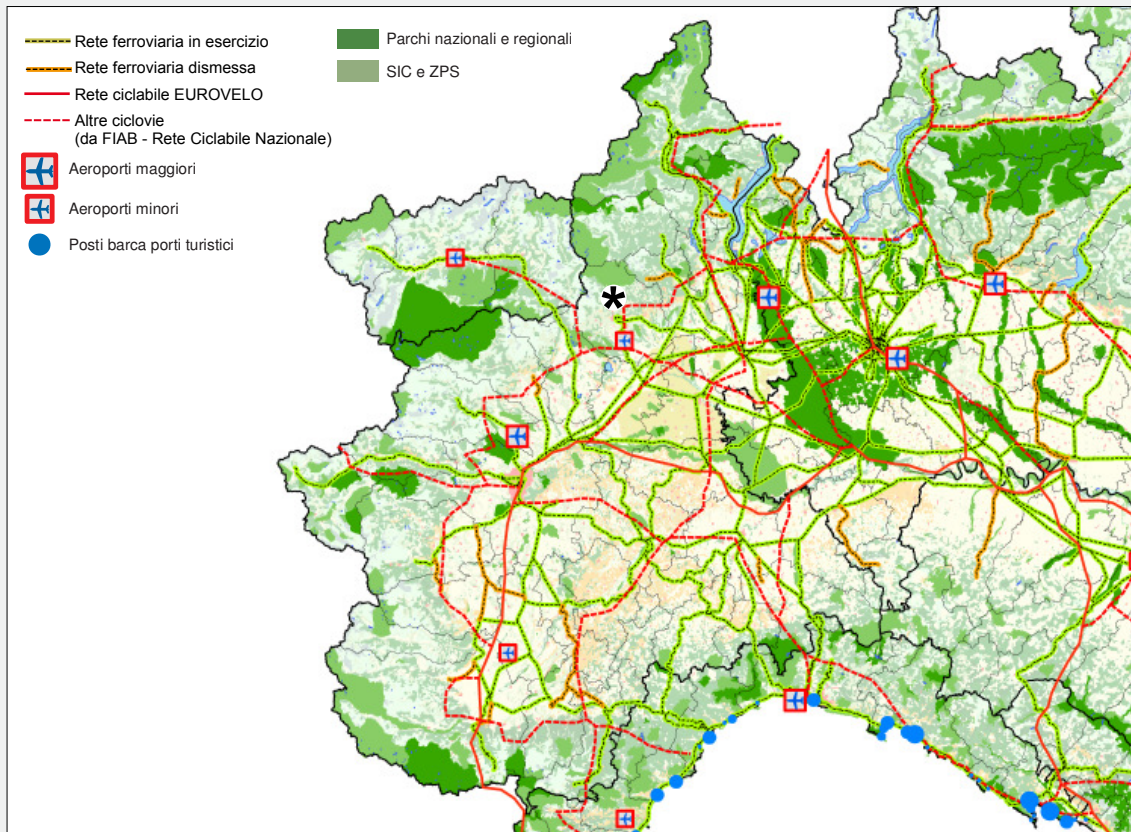 Rete ferroviaria in esercizio
Rete ferroviaria dismessa
Rete ciclabile EUROVELO
Altre ciclovie
(da FIAB - Rete Ciclabile Nazionale)
Aeroporti maggiori
Aeroporti minori
Posti barca porti turistici
Parchi nazionali e regionali
SIC e ZPS
*